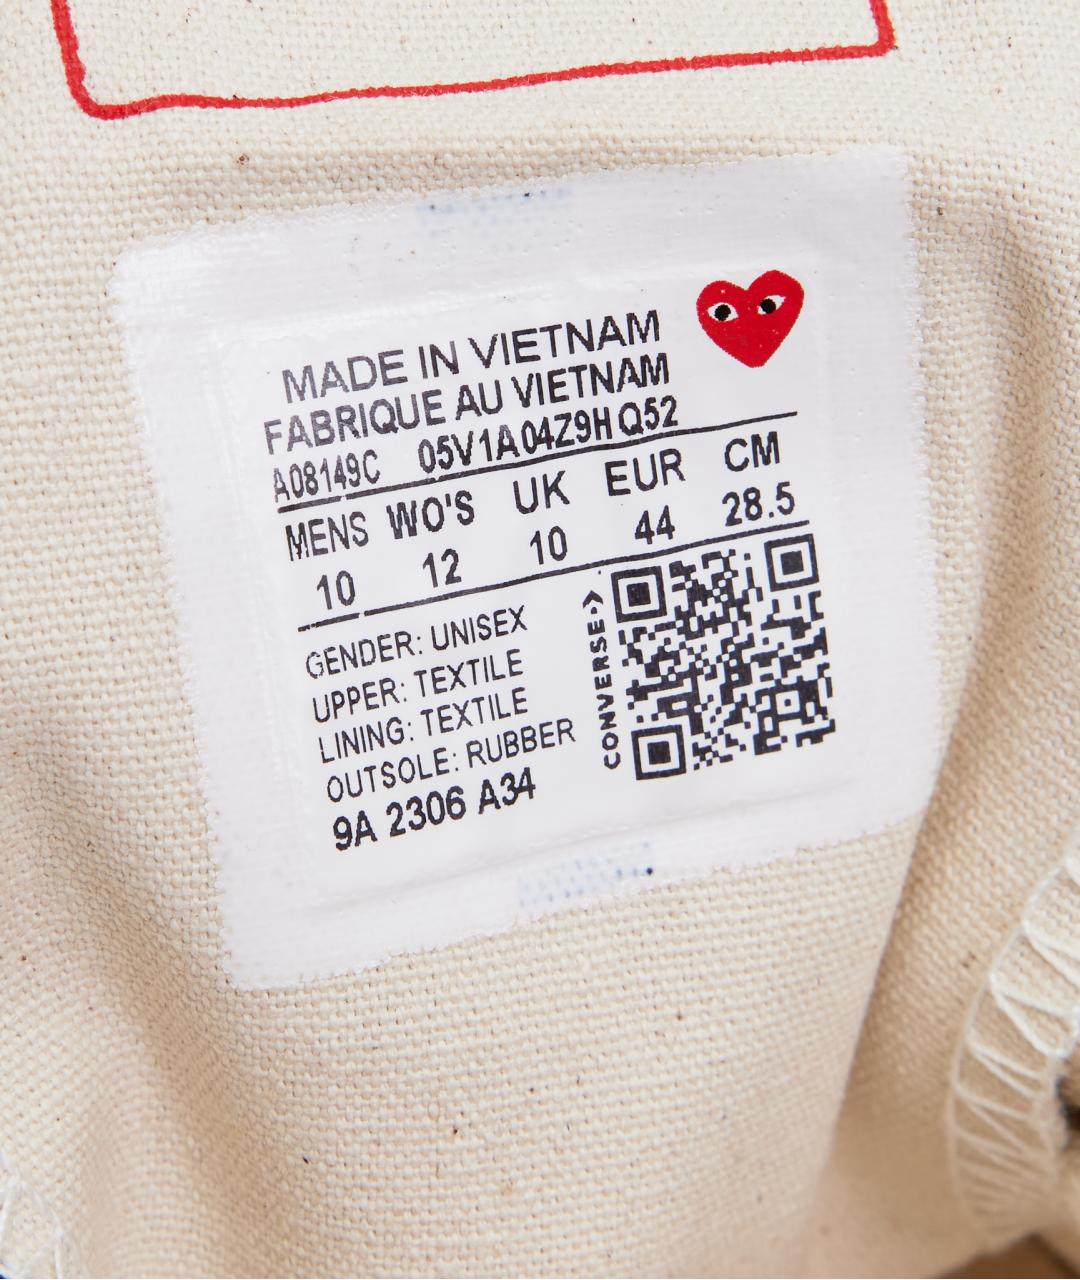 MADE IN VIETNAM
FABRIQUE AU VIETNAM
A08149C 05V1A04Z9H Q52
MENS WO'S UK EUR CM
10 12 10 44 28.5
GENDER: UNISEX
UPPER: TEXTILE
LINING: TEXTILE
OUTSOLE: RUBBER
9A 2306 A34
CONVERSE